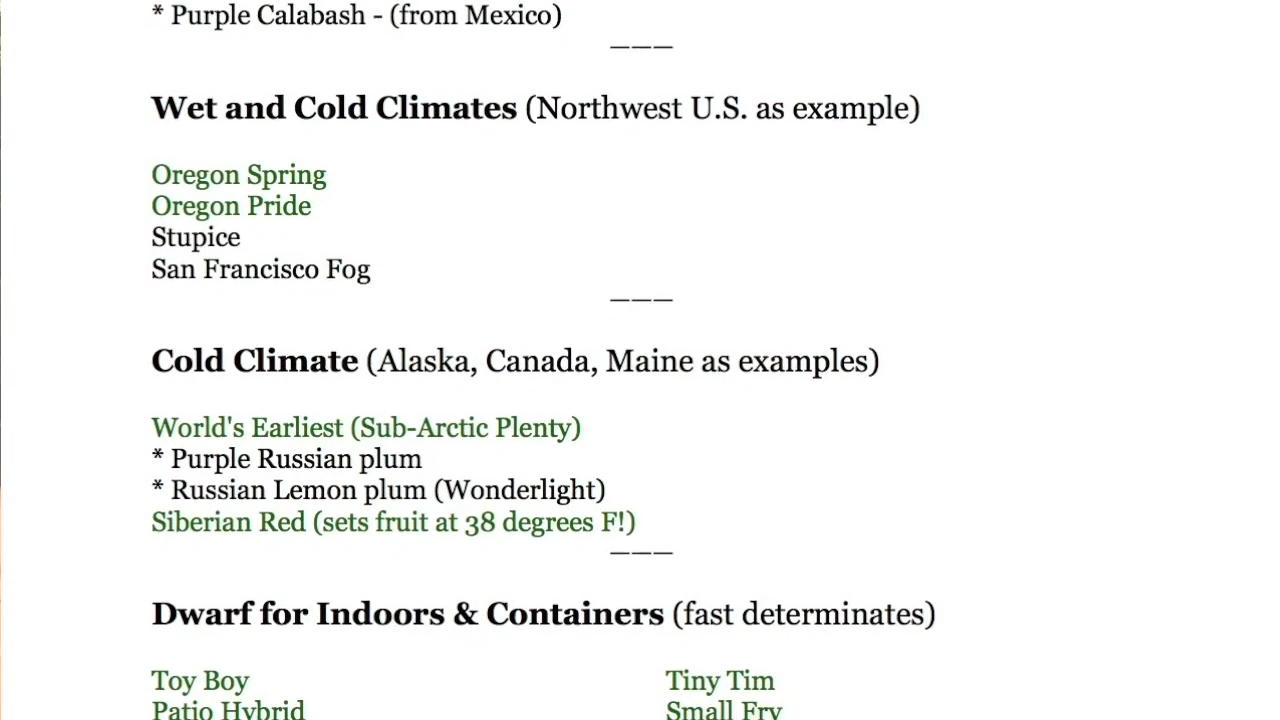 * Purple Calabash - (from Mexico)
———
Wet and Cold Climates (Northwest U.S. as example)
Oregon Spring
Oregon Pride
Stupice
San Francisco Fog
———
Cold Climate (Alaska, Canada, Maine as examples)
World's Earliest (Sub-Arctic Plenty)
* Purple Russian plum
* Russian Lemon plum (Wonderlight)
Siberian Red (sets fruit at 38 degrees F!)
———
Dwarf for Indoors & Containers (fast determinates)
Toy Boy Tiny Tim
Patio Hybrid Small Fry